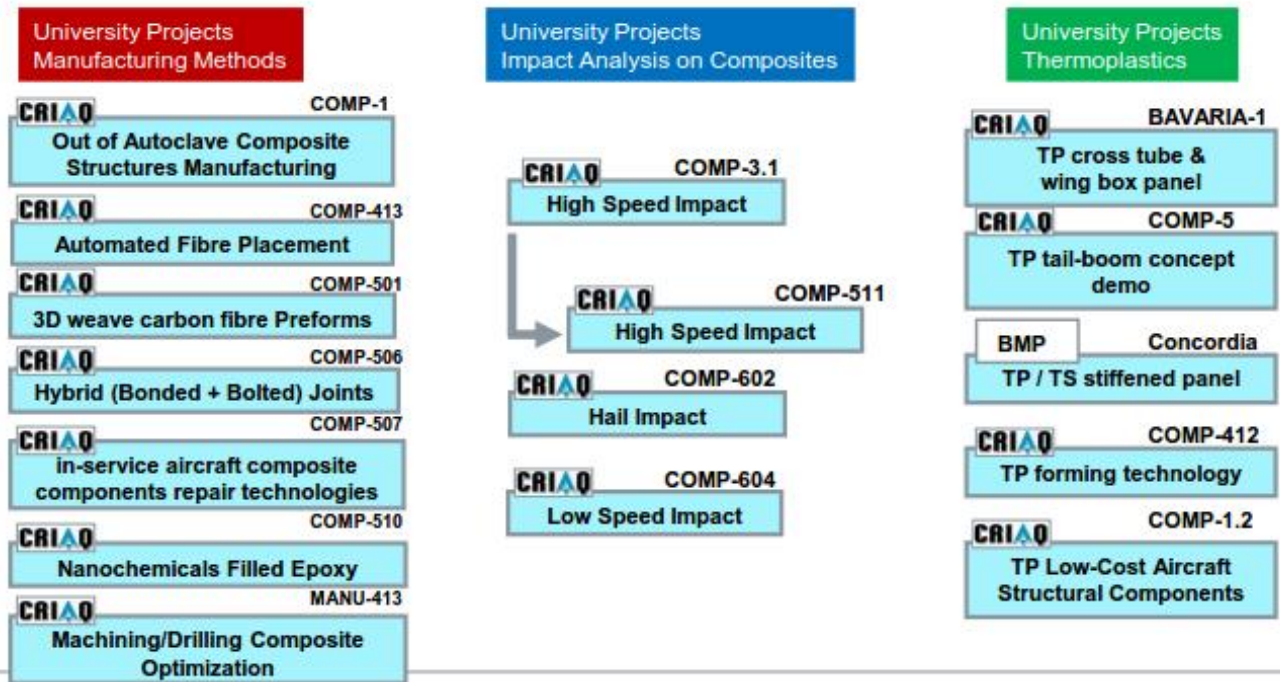 University Projects
Manufacturing Methods
CRIAQ COMP-1
Out of Autoclave Composite
Structures Manufacturing
CRIAQ COMP-413
Automated Fibre Placement
CRIAQ COMP-501
3D weave carbon fibre Preforms
CRIAQ COMP-506
Hybrid (Bonded + Bolted) Joints
CRIAQ COMP-507
in-service aircraft composite
components repair technologies
CRIAQ COMP-510
Nanochemicals Filled Epoxy
CRIAQ MANU-413
Machining/Drilling Composite
Optimization
University Projects
Impact Analysis on Composites
CRIAQ COMP-3.1
High Speed Impact
CRIAQ COMP-511
High Speed Impact
CRIAQ COMP-602
Hail Impact
CRIAQ COMP-604
Low Speed Impact
University Projects
Thermoplastics
CRIAQ BAVARIA-1
TP cross tube &
wing box panel
CRIAQ COMP-5
TP tail-boom concept
demo
BMP Concordia
TP / TS stiffened panel
CRIAQ COMP-412
TP forming technology
CRIAQ COMP-1.2
TP Low-Cost Aircraft
Structural Components